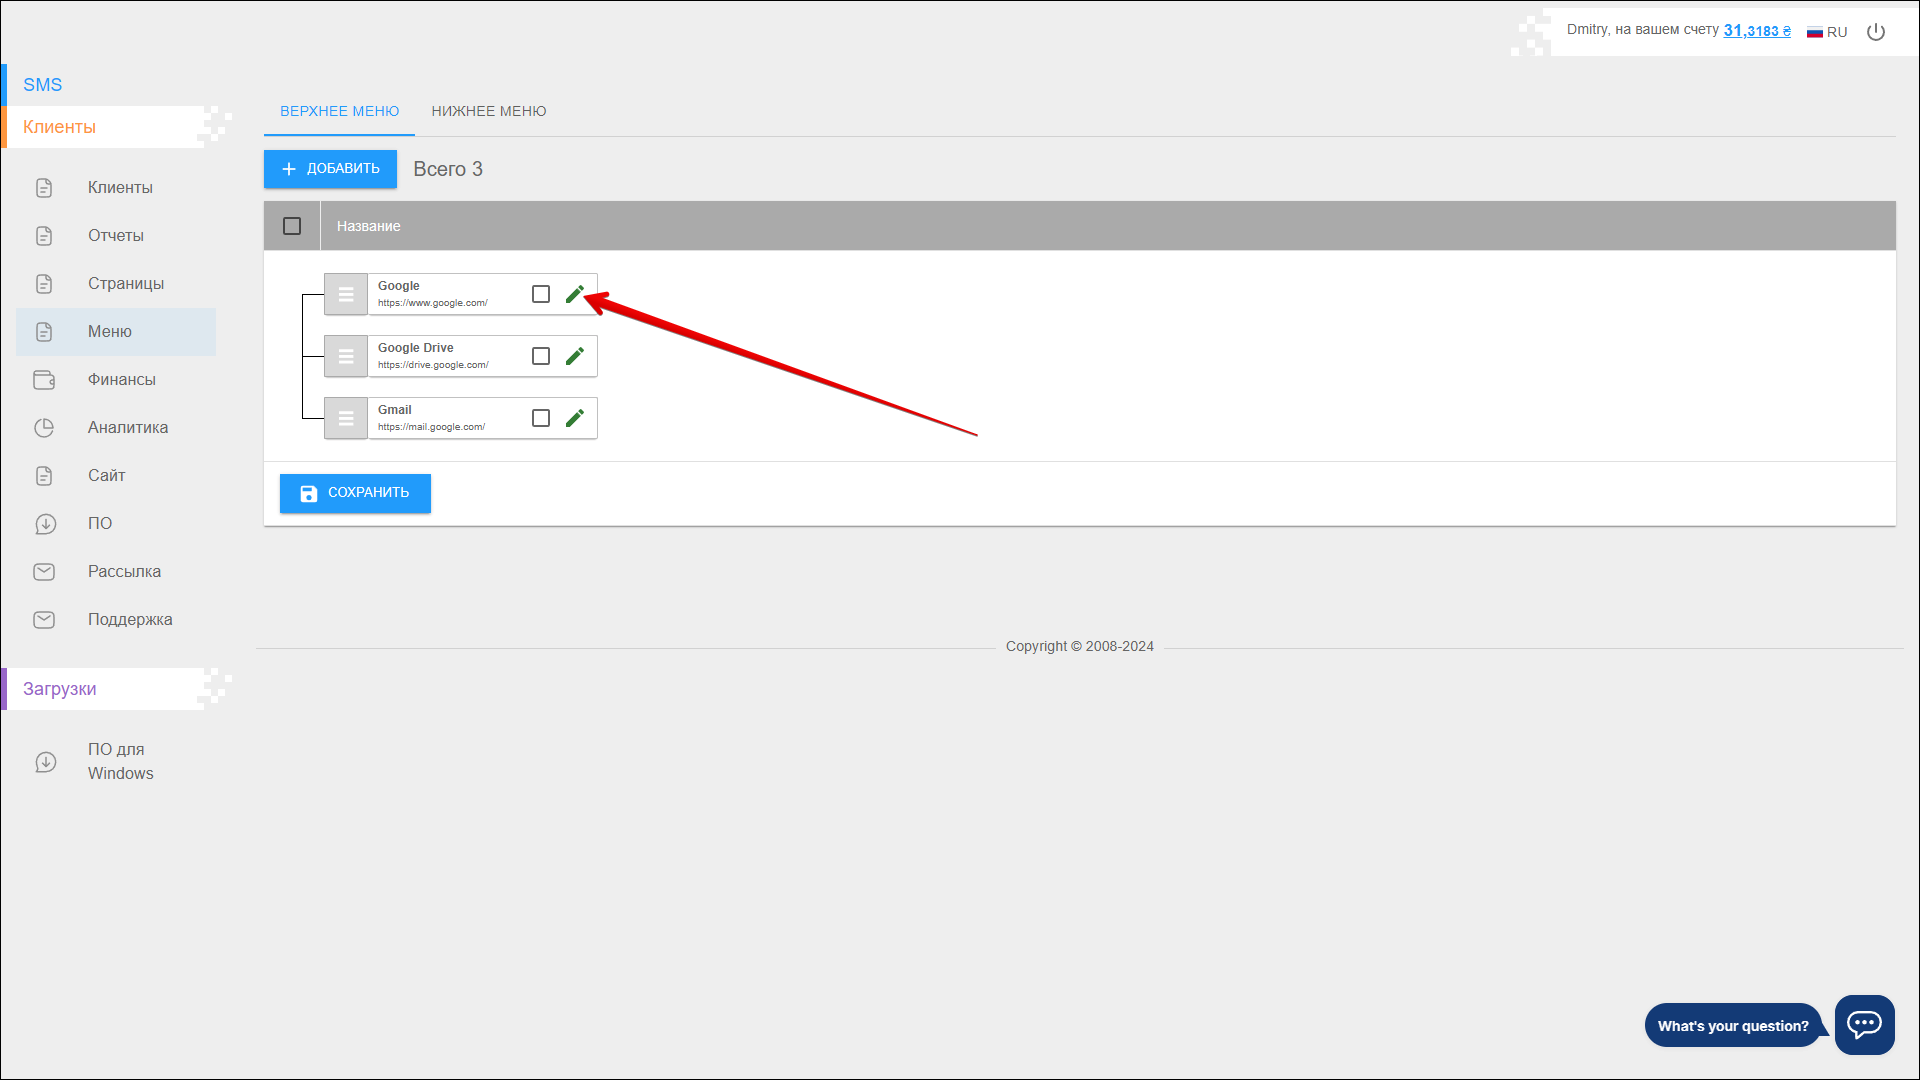 Dmitry, на вашем счету 31,3183 ₴
RU
SMS
Клиенты
Клиенты
Отчеты
Страницы
Меню
Финансы
Аналитика
Сайт
ПО
Рассылка
Поддержка
Загрузки
ПО для
Windows
ВЕРХНЕЕ МЕНЮ
НИЖНЕЕ МЕНЮ
ДОБАВИТЬ
Всего 3
Название
Google
https://www.google.com/
Google Drive
https://drive.google.com/
Gmail
https://mail.google.com/
СОХРАНИТЬ
Copyright © 2008-2024
What's your question?